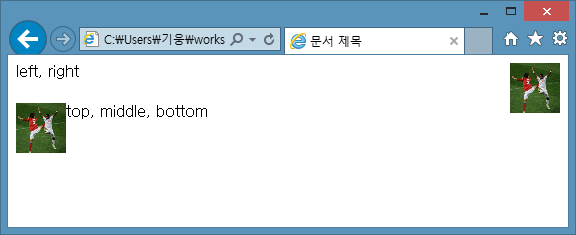 C:₩Users₩기웅₩works
문서 제목
left, right
top, middle, bottom